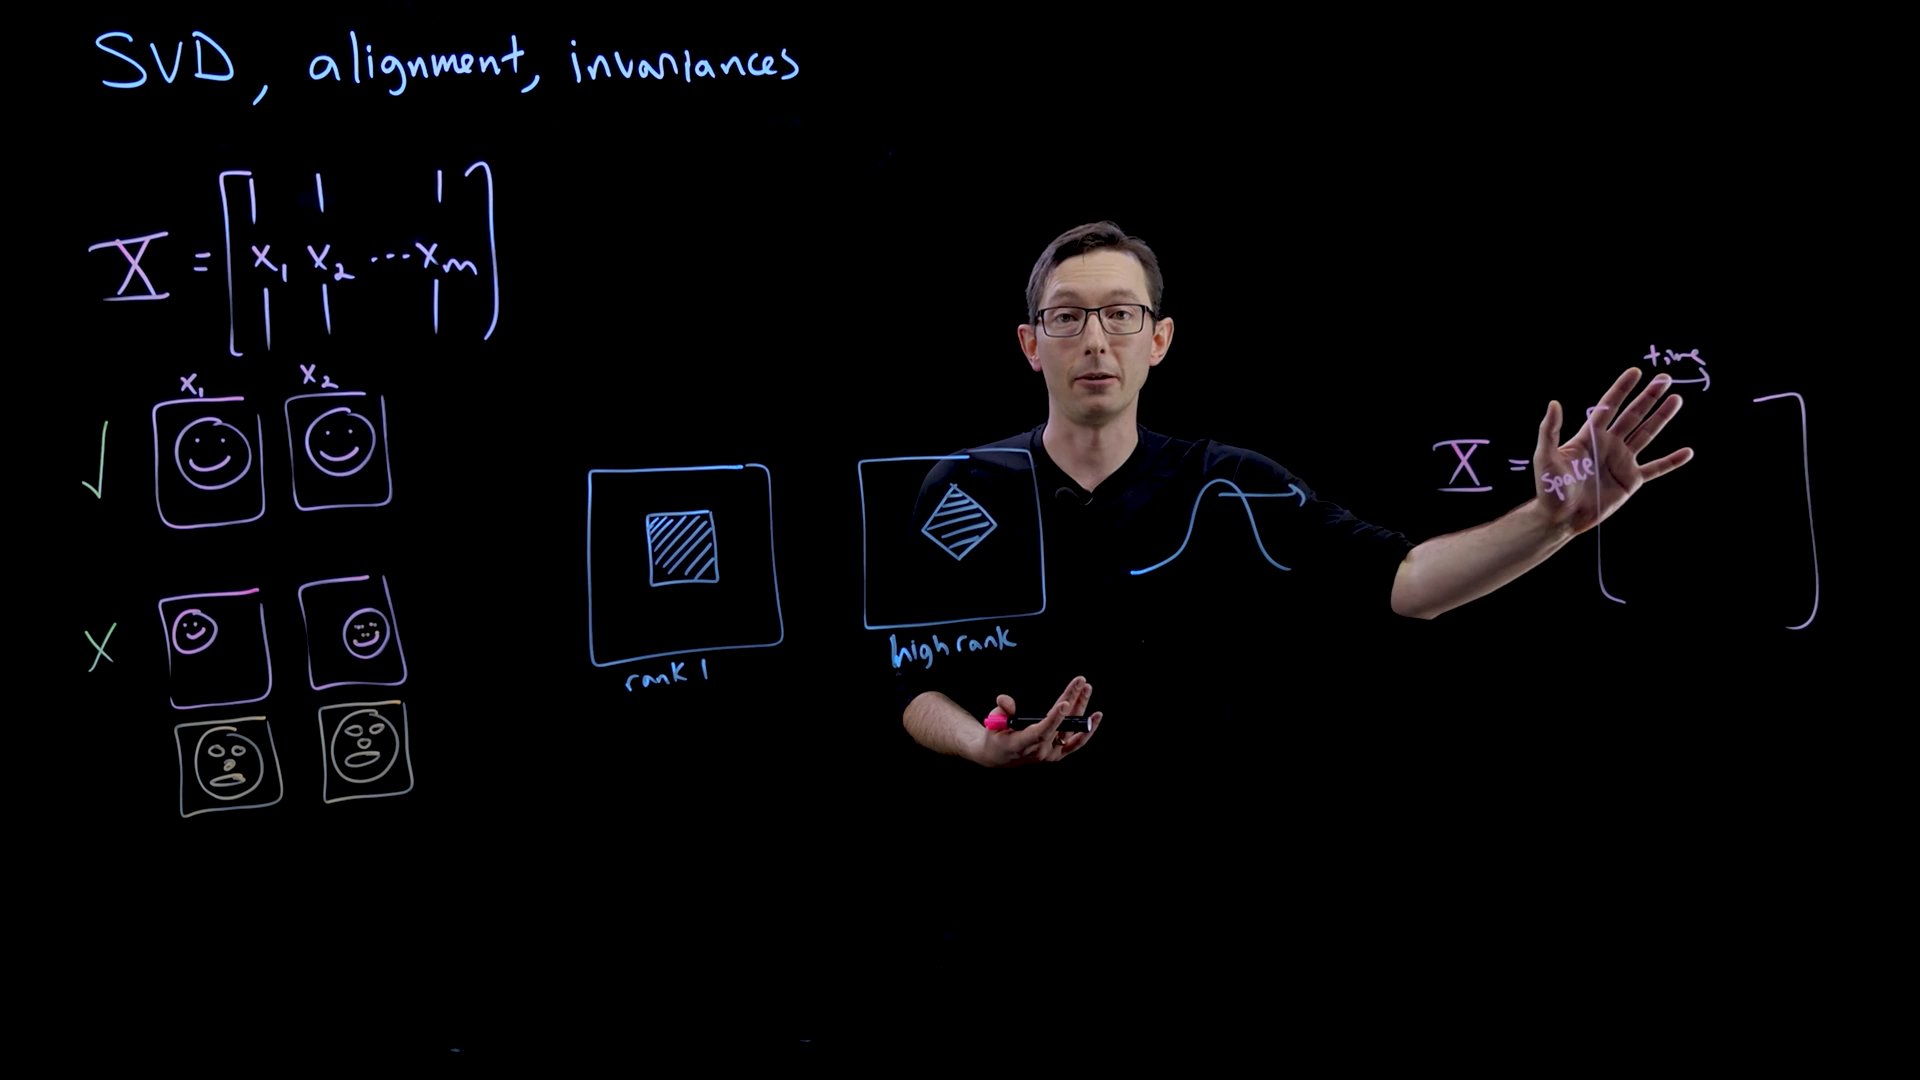 SVD, alignment, invariances
X = [ x1 x2 ... xm ]
x1 x2
✓
X
rank 1
high rank
time
X = space [ ]